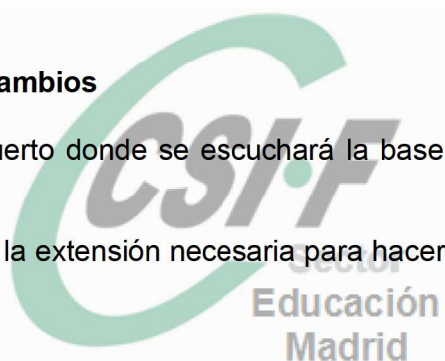 ambios
uerto donde se escuchará la base
la extensión necesaria para hacer
CSI·F
Sector
Educación
Madrid